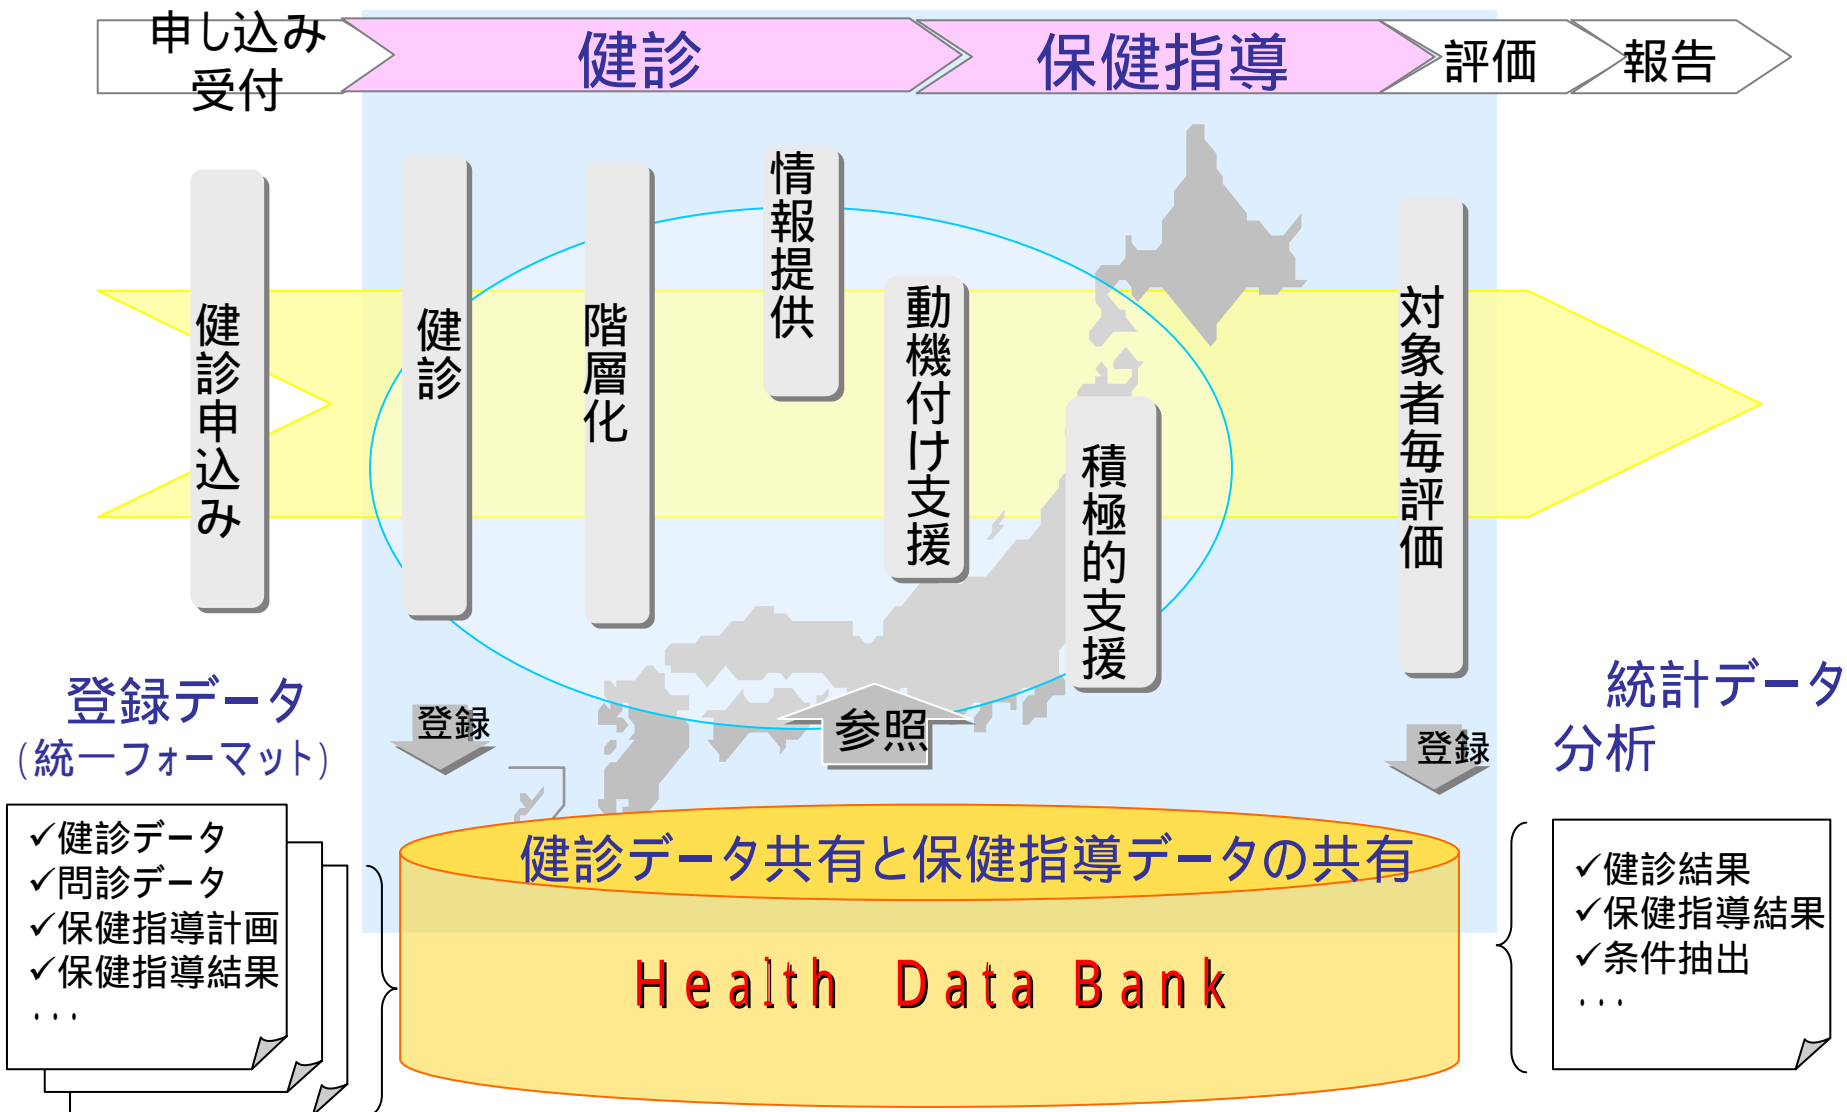 申し込み
受付
健診
保健指導
評価
報告
健診申込み
健診
階層化
情報提供
動機付け支援
積極的支援
対象者毎評価
登録データ
(統一フォーマット)
登録
参照
登録
統計データ
分析
✓健診データ
✓問診データ
✓保健指導計画
✓保健指導結果
・・・
健診データ共有と保健指導データの共有
Health Data Bank
✓健診結果
✓保健指導結果
✓条件抽出
・・・